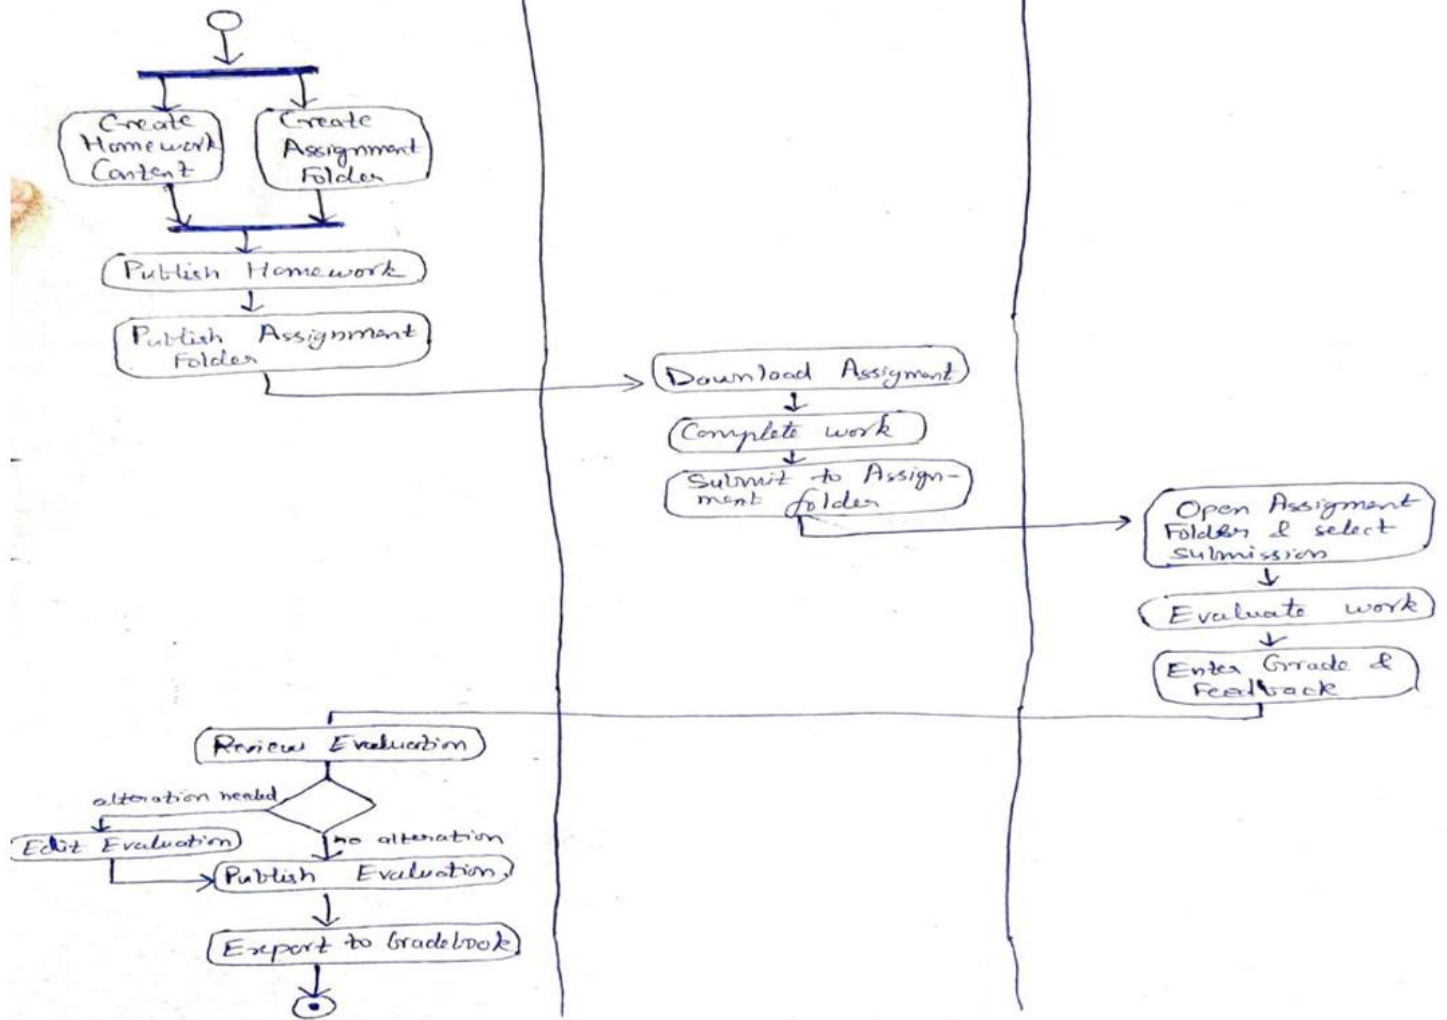 Create
Homework
Content
Create
Assignment
Folder
Publish Homework
Publish Assignment
Folder
Download Assigment
Complete work
Submit to Assign-
ment folder
Open Assigment
Folder & select
submission
Evaluate work
Enter Grade &
Feedback
Review Evaluation
alteration needed
Edit Evaluation
no alteration
Publish Evaluation
Export to Gradebook